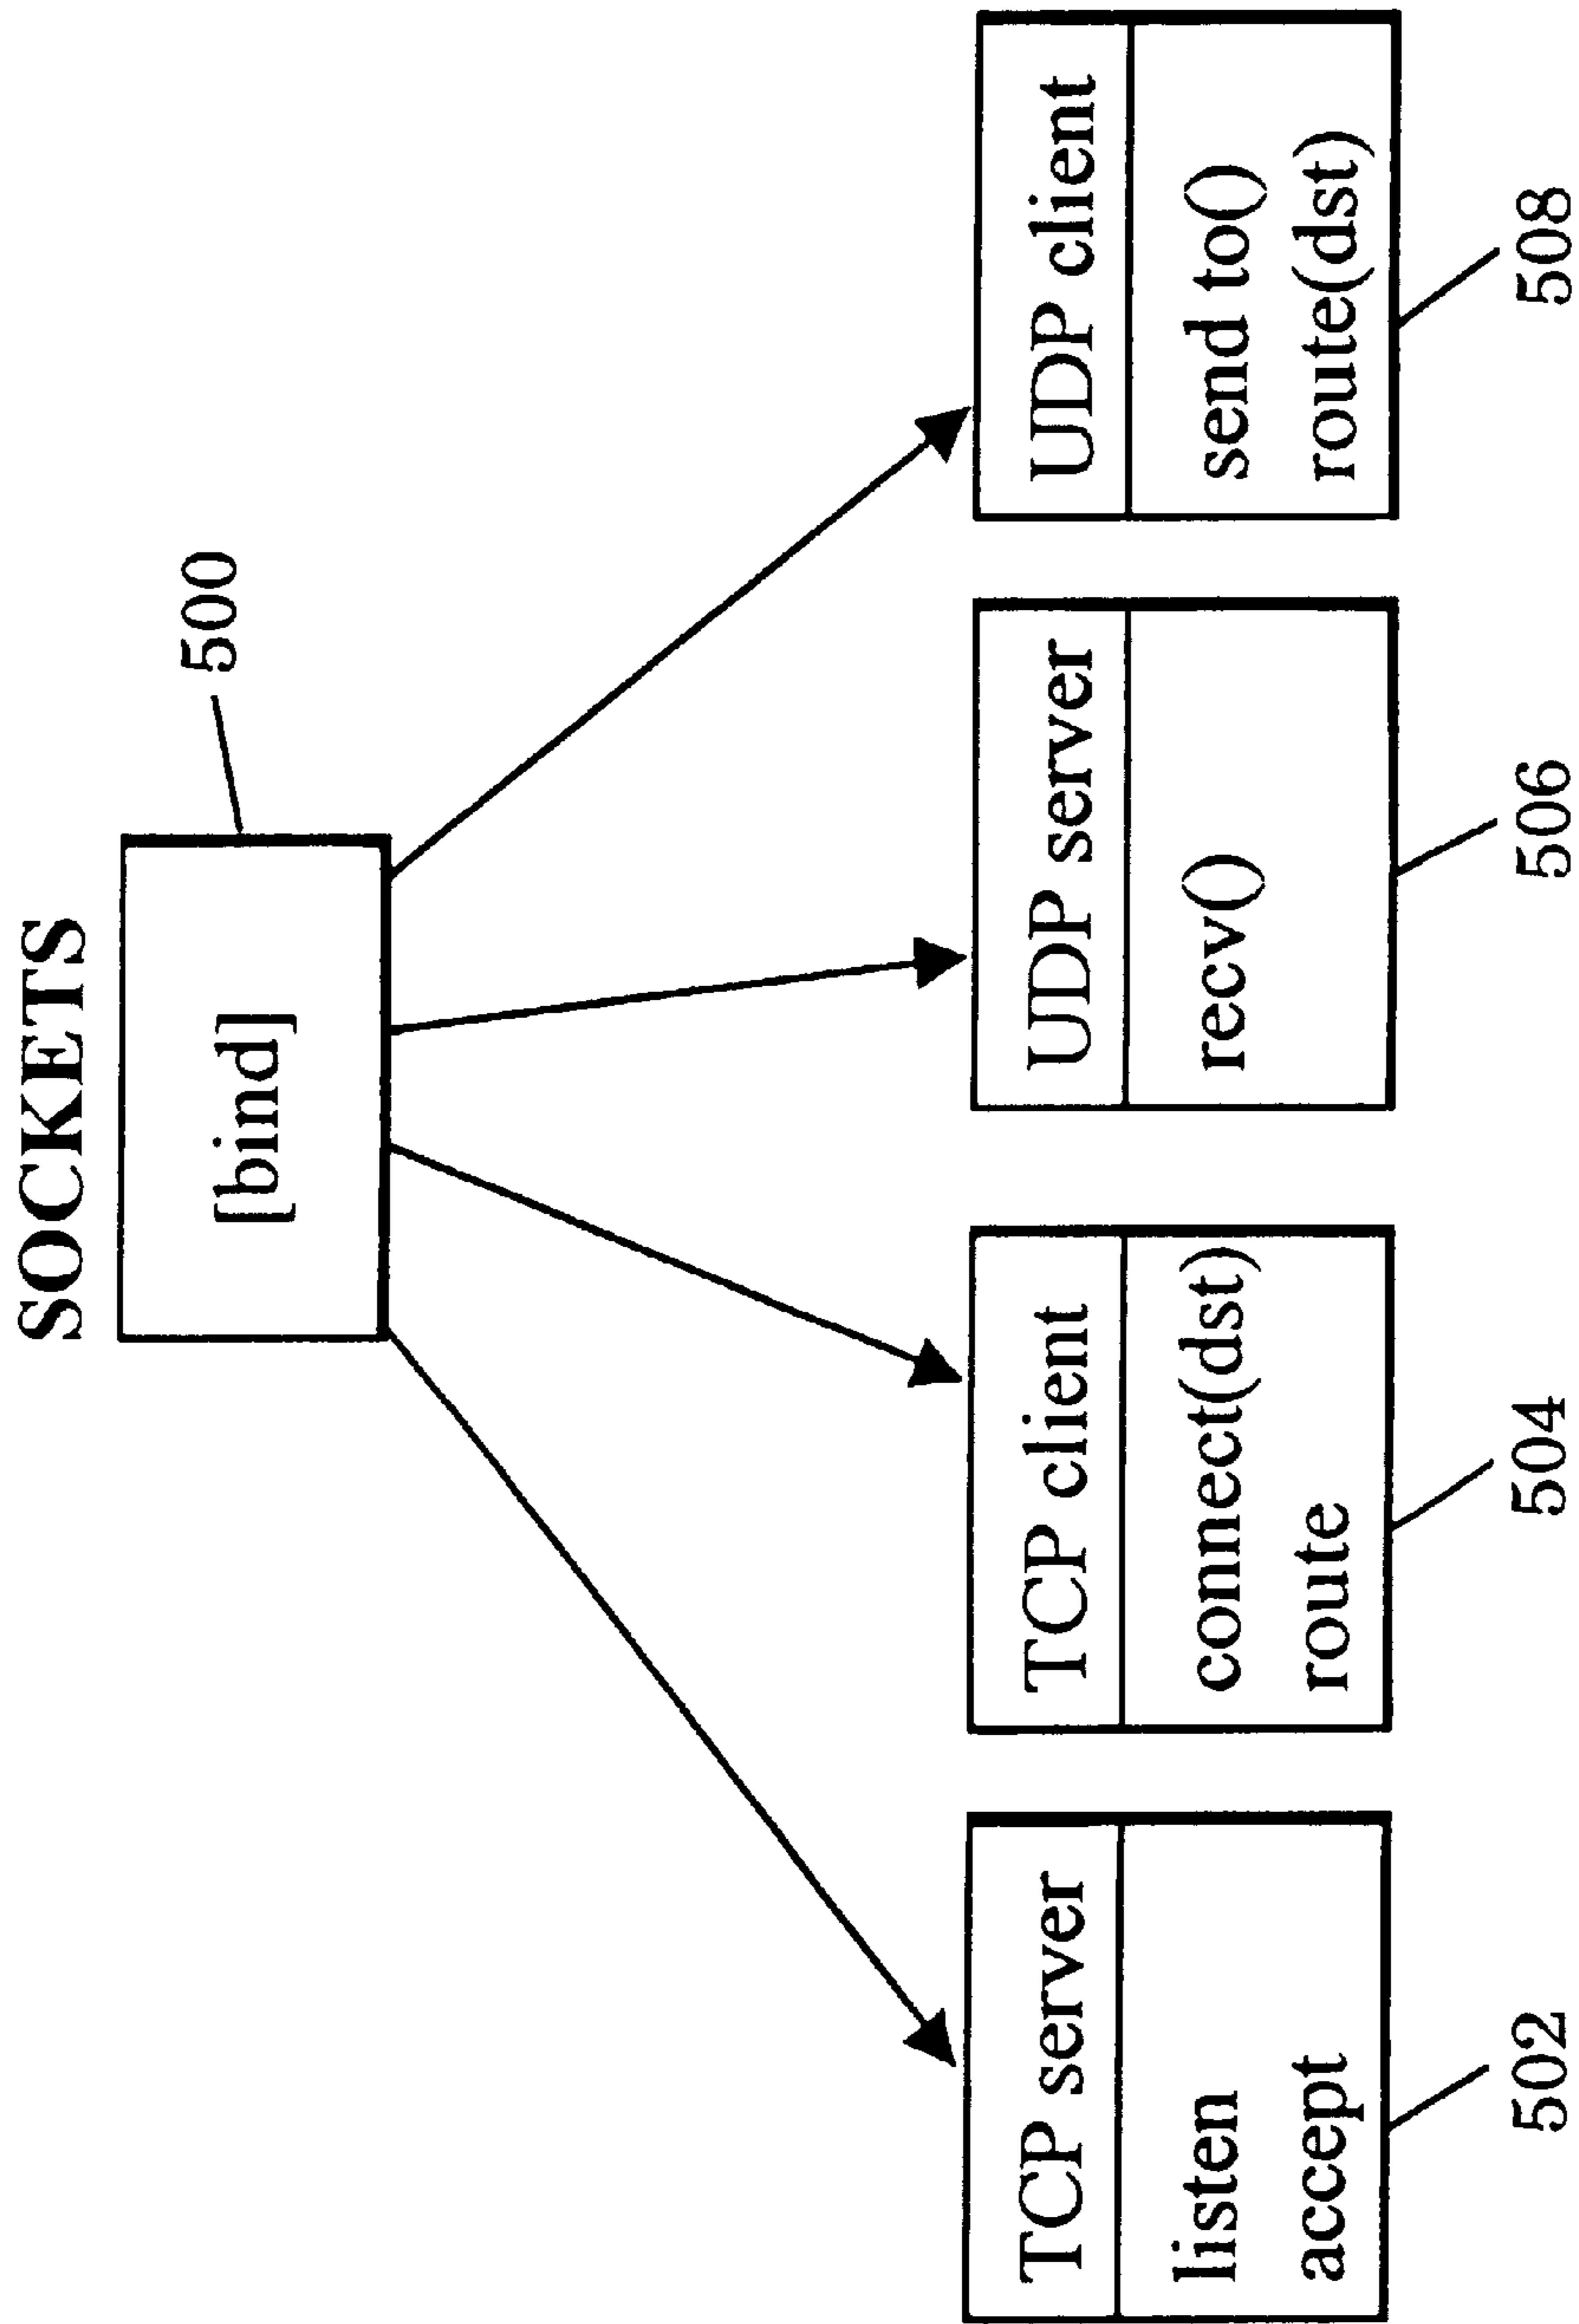 SOCKETS
[bind]
500
TCP server
listen
accept
502
TCP client
connect(dst)
route
504
UDP server
recv()
506
UDP client
send to()
route(dst)
508